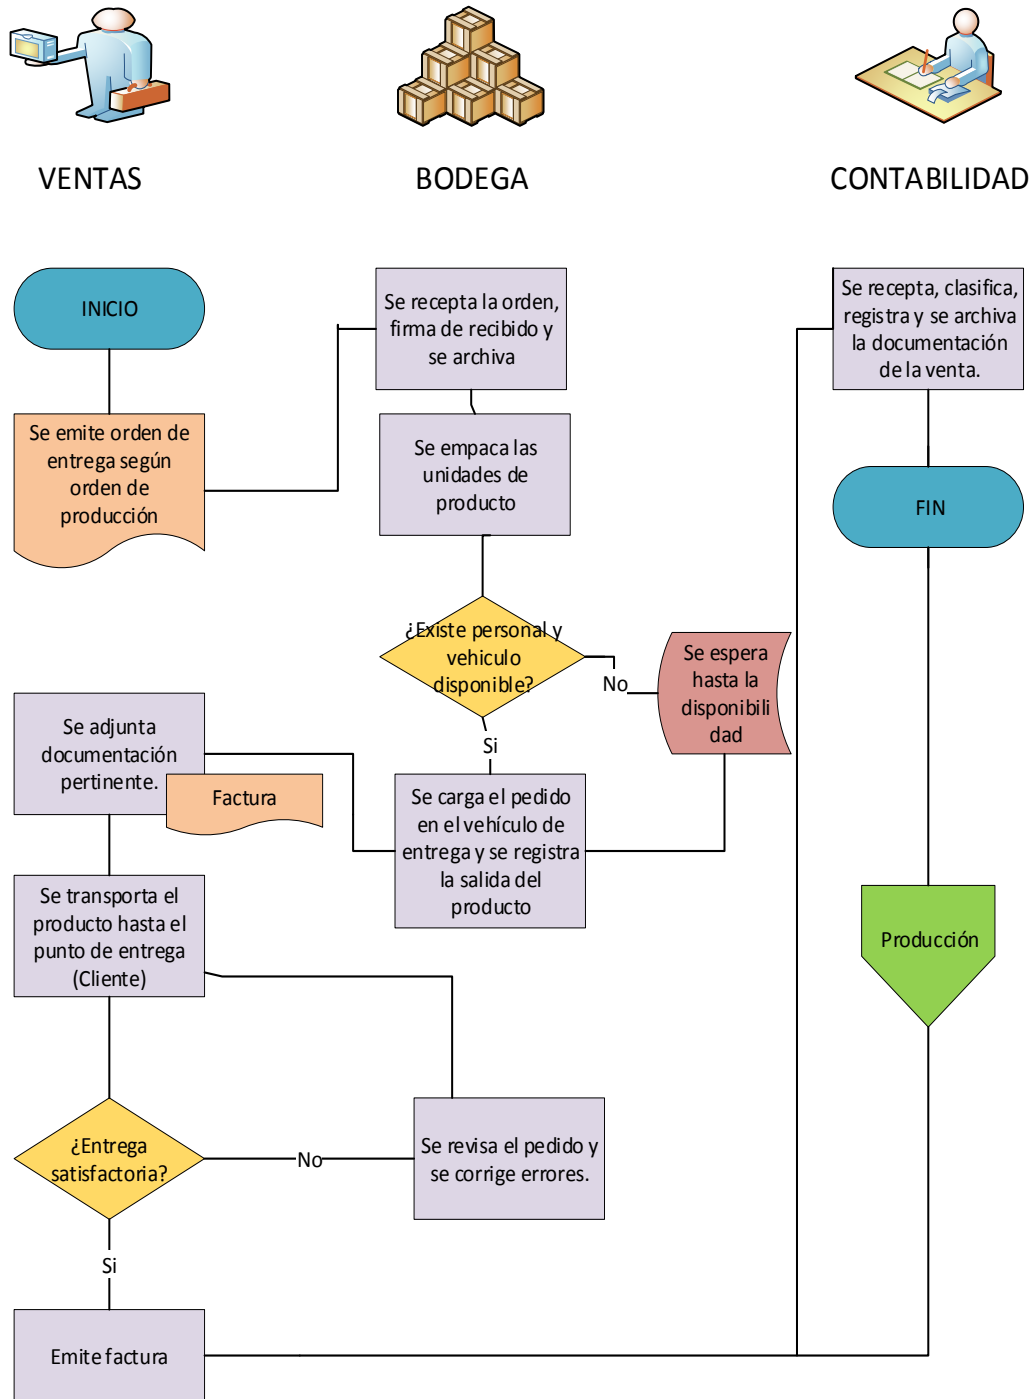 VENTAS
BODEGA
CONTABILIDAD
INICIO
Se emite orden de
entrega según
orden de
producción
Se recepta la orden,
firma de recibido y
se archiva
Se empaca las
unidades de
producto
¿Existe personal y
vehiculo
disponible?
No
Se espera
hasta la
disponibili
dad
Si
Se carga el pedido
en el vehículo de
entrega y se registra
la salida del
producto
Se adjunta
documentación
pertinente.
Factura
Se transporta el
producto hasta el
punto de entrega
(Cliente)
¿Entrega
satisfactoria?
No
Se revisa el pedido y
se corrige errores.
Si
Emite factura
Se recepta, clasifica,
registra y se archiva
la documentación
de la venta.
FIN
Producción